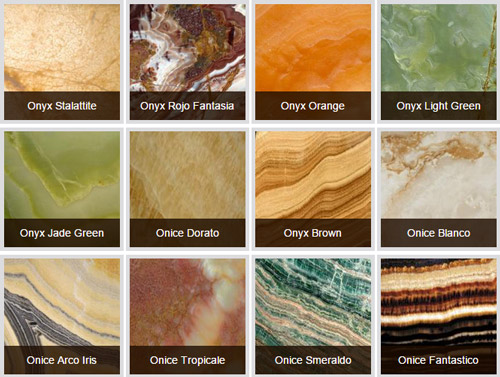 Onyx Stalattite
Onyx Rojo Fantasia
Onyx Orange
Onyx Light Green
Onyx Jade Green
Onice Dorato
Onyx Brown
Onice Blanco
Onice Arco Iris
Onice Tropicale
Onice Smeraldo
Onice Fantastico